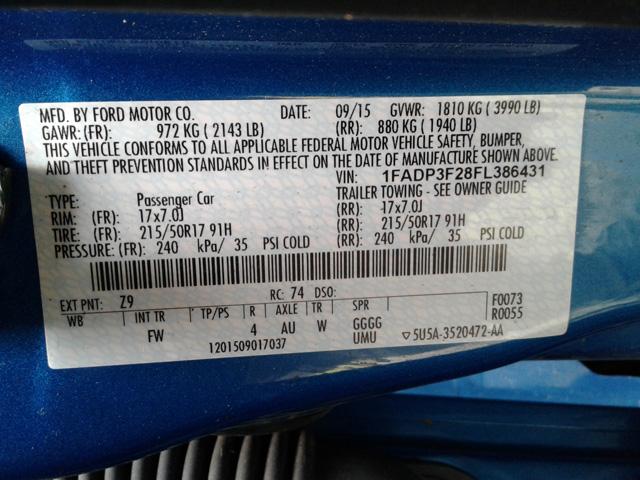 MFD. BY FORD MOTOR CO. DATE: 09/15 GVWR: 1810 KG ( 3990 LB)
GAWR: (FR): 972 KG ( 2143 LB) (RR): 880 KG ( 1940 LB)
THIS VEHICLE CONFORMS TO ALL APPLICABLE FEDERAL MOTOR VEHICLE SAFETY, BUMPER,
AND THEFT PREVENTION STANDARDS IN EFFECT ON THE DATE OF MANUFACTURE SHOWN ABOVE.
VIN: 1FADP3F28FL386431
TYPE: Passenger Car TRAILER TOWING - SEE OWNER GUIDE
RIM: (FR): 17x7.0J (RR): 17x7.0J
TIRE: (FR): 215/50R17 91H (RR): 215/50R17 91H
PRESSURE: (FR): 240 kPa/ 35 PSI COLD (RR): 240 kPa/ 35 PSI COLD
EXT PNT: Z9 RC: 74 DSO: F0073
WB INT TR TP/PS R AXLE TR SPR R0055
FW 4 AU W GGGG
UMU ▽5U5A-3520472-AA
1201509017037